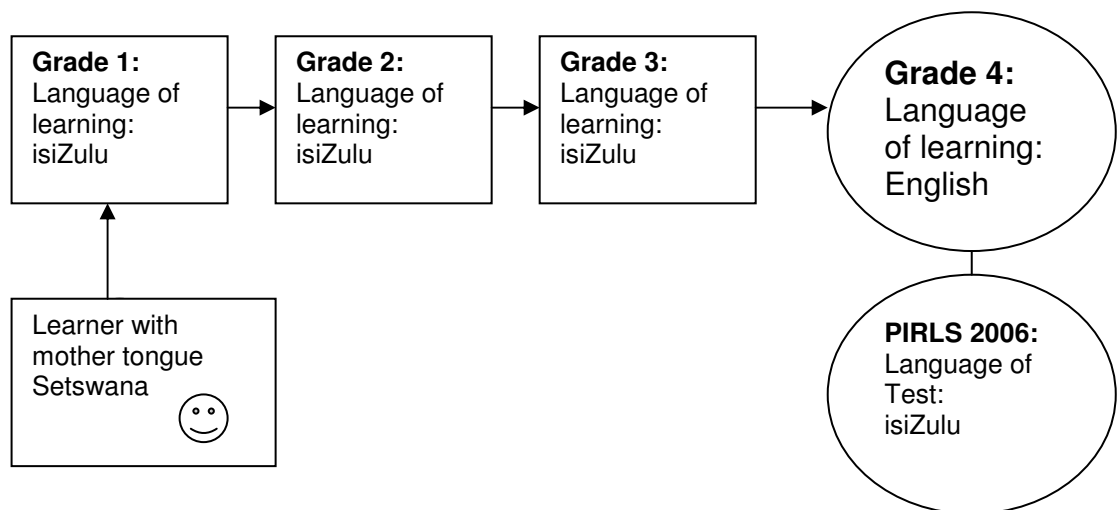 Grade 1:
Language of
learning:
isiZulu
Grade 2:
Language of
learning:
isiZulu
Grade 3:
Language of
learning:
isiZulu
Grade 4:
Language
of learning:
English
Learner with
mother tongue
Setswana
PIRLS 2006:
Language of
Test:
isiZulu